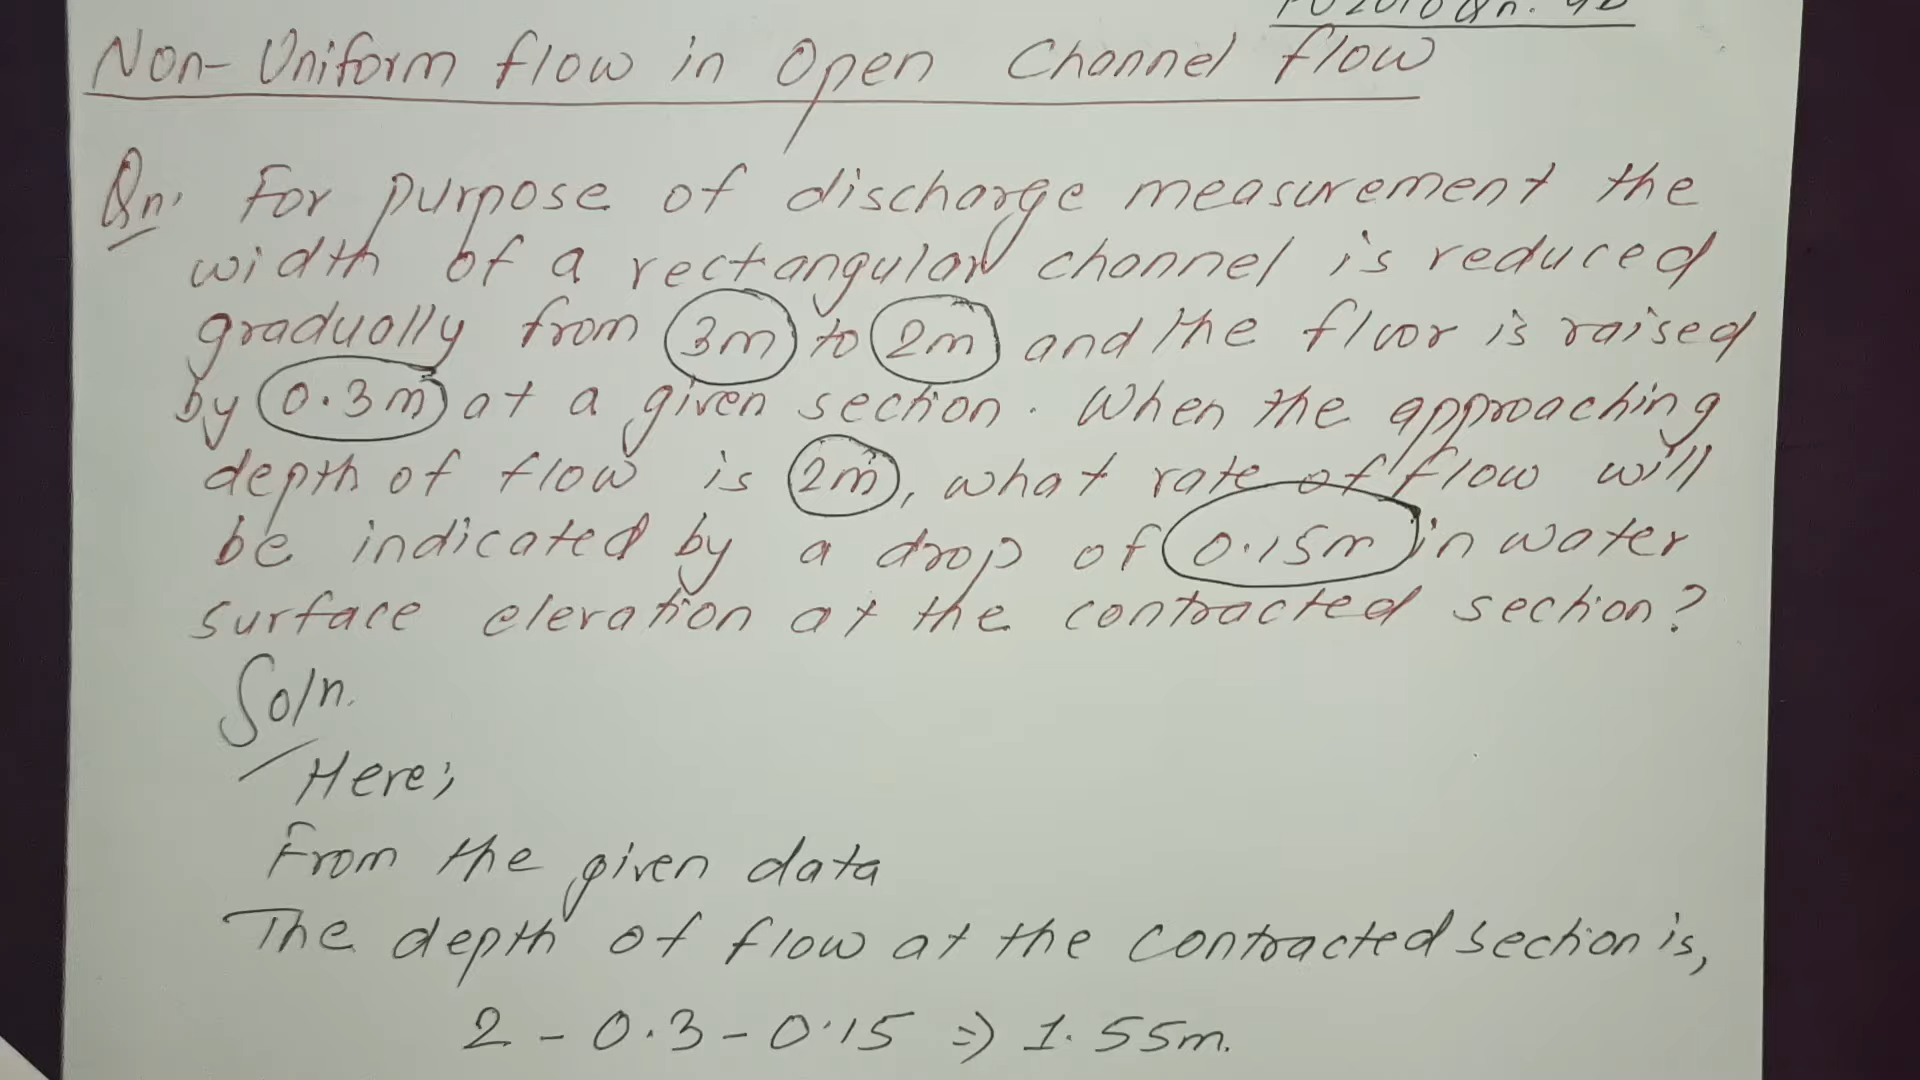 Non-Uniform flow in Open Channel flow
Qn. For purpose of discharge measurement the
width of a rectangular channel is reduced
gradually from 3m to 2m and the floor is raised
by 0.3m at a given section. When the approaching
depth of flow is 2m, what rate of flow will
be indicated by a drop of 0.15m in water
surface elevation at the contracted section?
Soln.
Here;
From the given data
The depth of flow at the contracted section is,
2 - 0.3 - 0.15 => 1.55m.